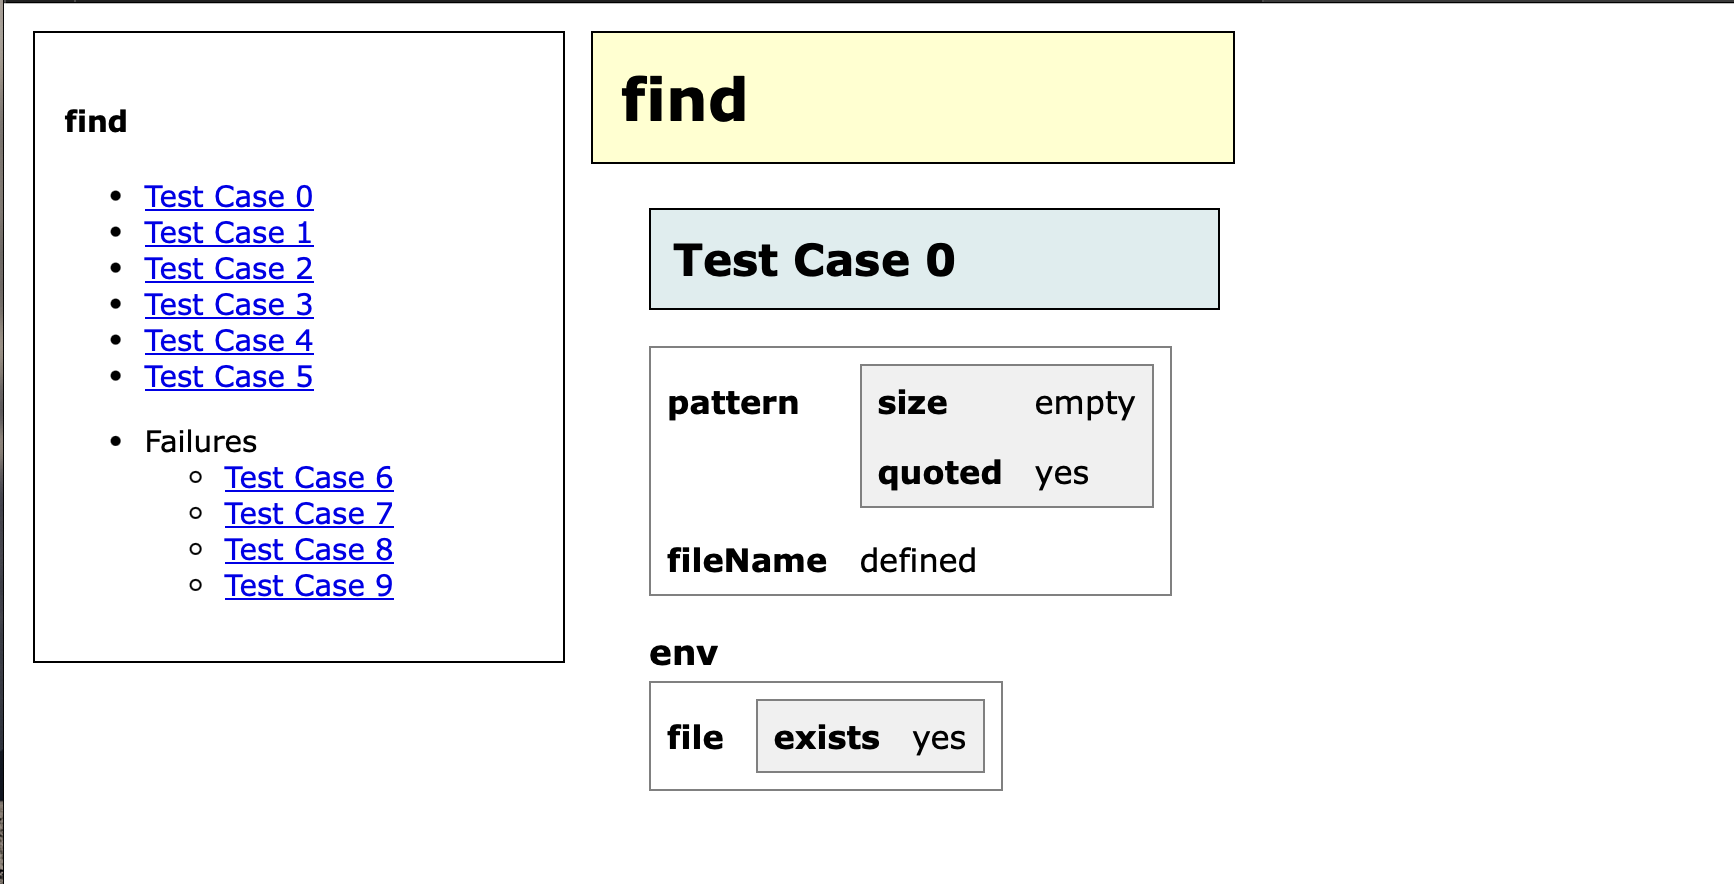 find
Test Case 0
Test Case 1
Test Case 2
Test Case 3
Test Case 4
Test Case 5
Failures
Test Case 6
Test Case 7
Test Case 8
Test Case 9
find
Test Case 0
pattern size empty
quoted yes
fileName defined
env
file exists yes